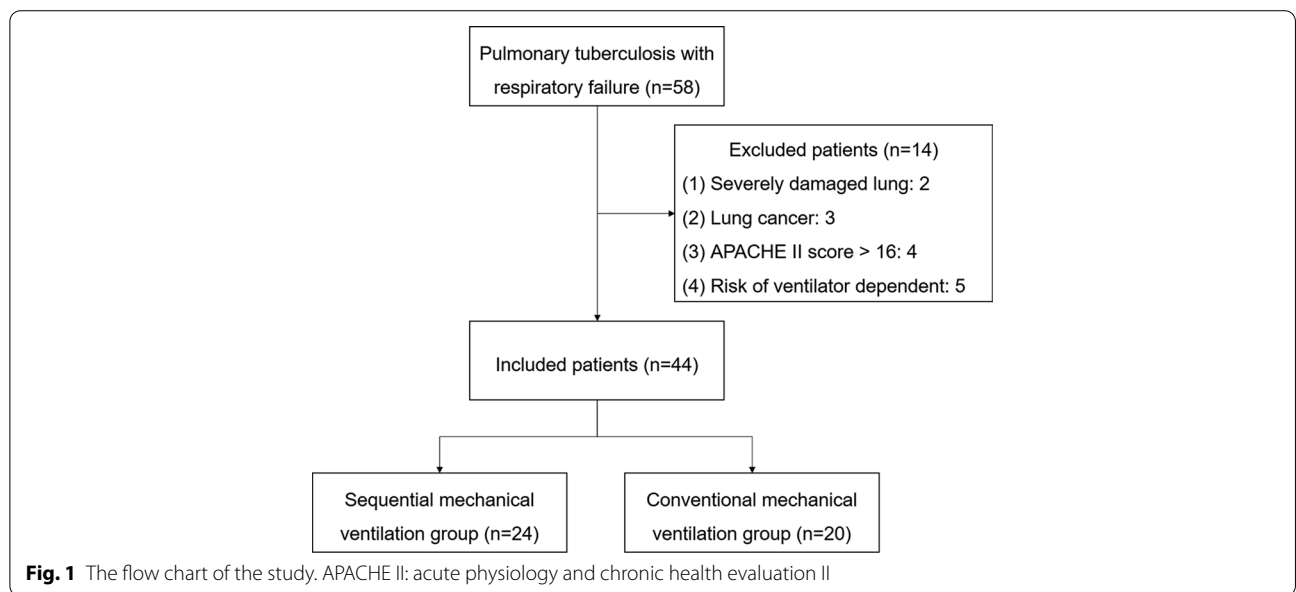 Pulmonary tuberculosis with
respiratory failure (n=58)
Excluded patients (n=14)
(1) Severely damaged lung: 2
(2) Lung cancer: 3
(3) APACHE II score > 16: 4
(4) Risk of ventilator dependent: 5
Included patients (n=44)
Sequential mechanical
ventilation group (n=24)
Conventional mechanical
ventilation group (n=20)
Fig. 1 The flow chart of the study. APACHE II: acute physiology and chronic health evaluation II